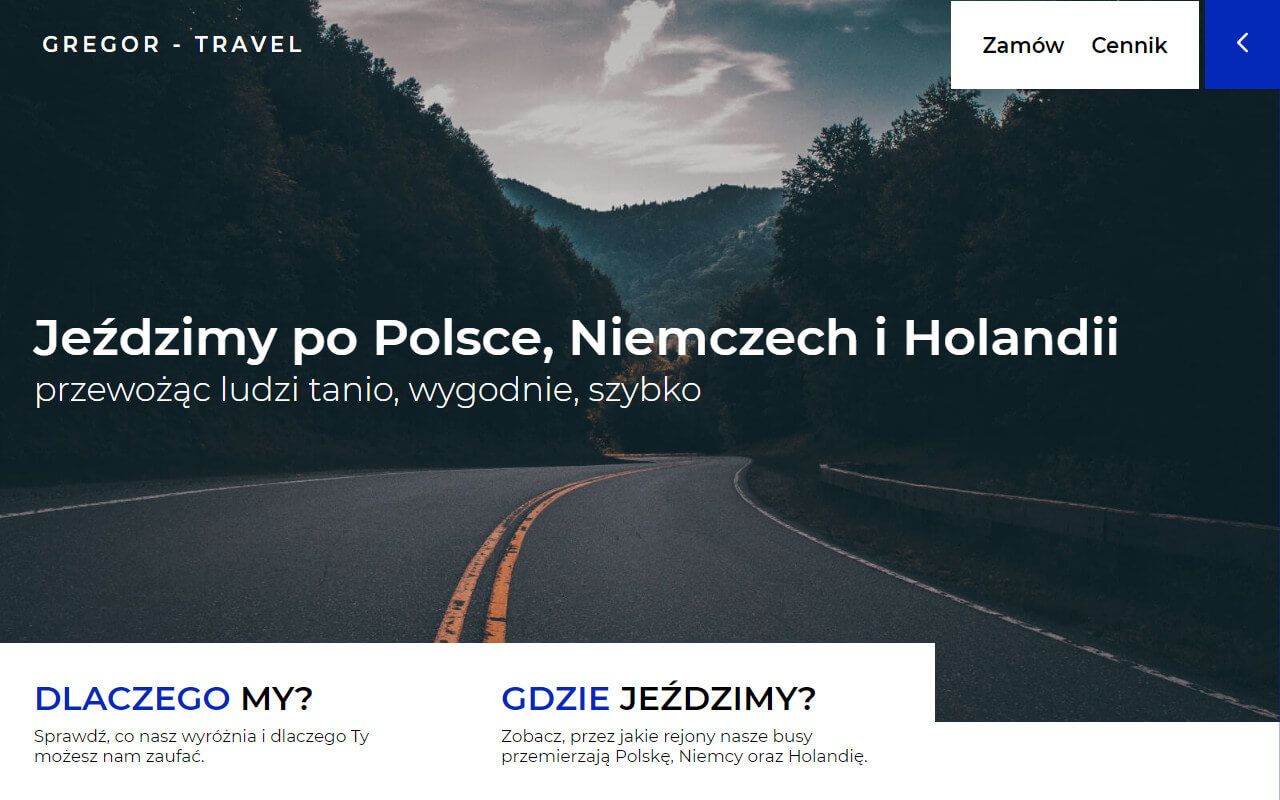 GREGOR - TRAVEL
Zamów Cennik
Jeździmy po Polsce, Niemczech i Holandii
przewożąc ludzi tanio, wygodnie, szybko
DLACZEGO MY?
Sprawdź, co nasz wyróżnia i dlaczego Ty
możesz nam zaufać.
GDZIE JEŹDZIMY?
Zobacz, przez jakie rejony nasze busy
przemierzają Polskę, Niemcy oraz Holandię.